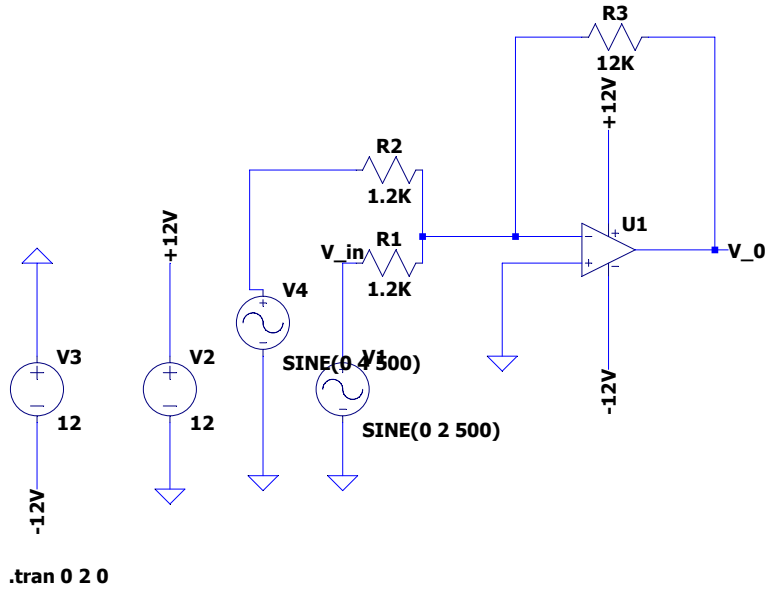 R3
12K
+12V
R2
1.2K
U1
+12V
V_in
R1
1.2K
V_0
V4
V3
V2
SINE(0 4 500)
V1
-12V
12
12
SINE(0 2 500)
-12V
.tran 0 2 0